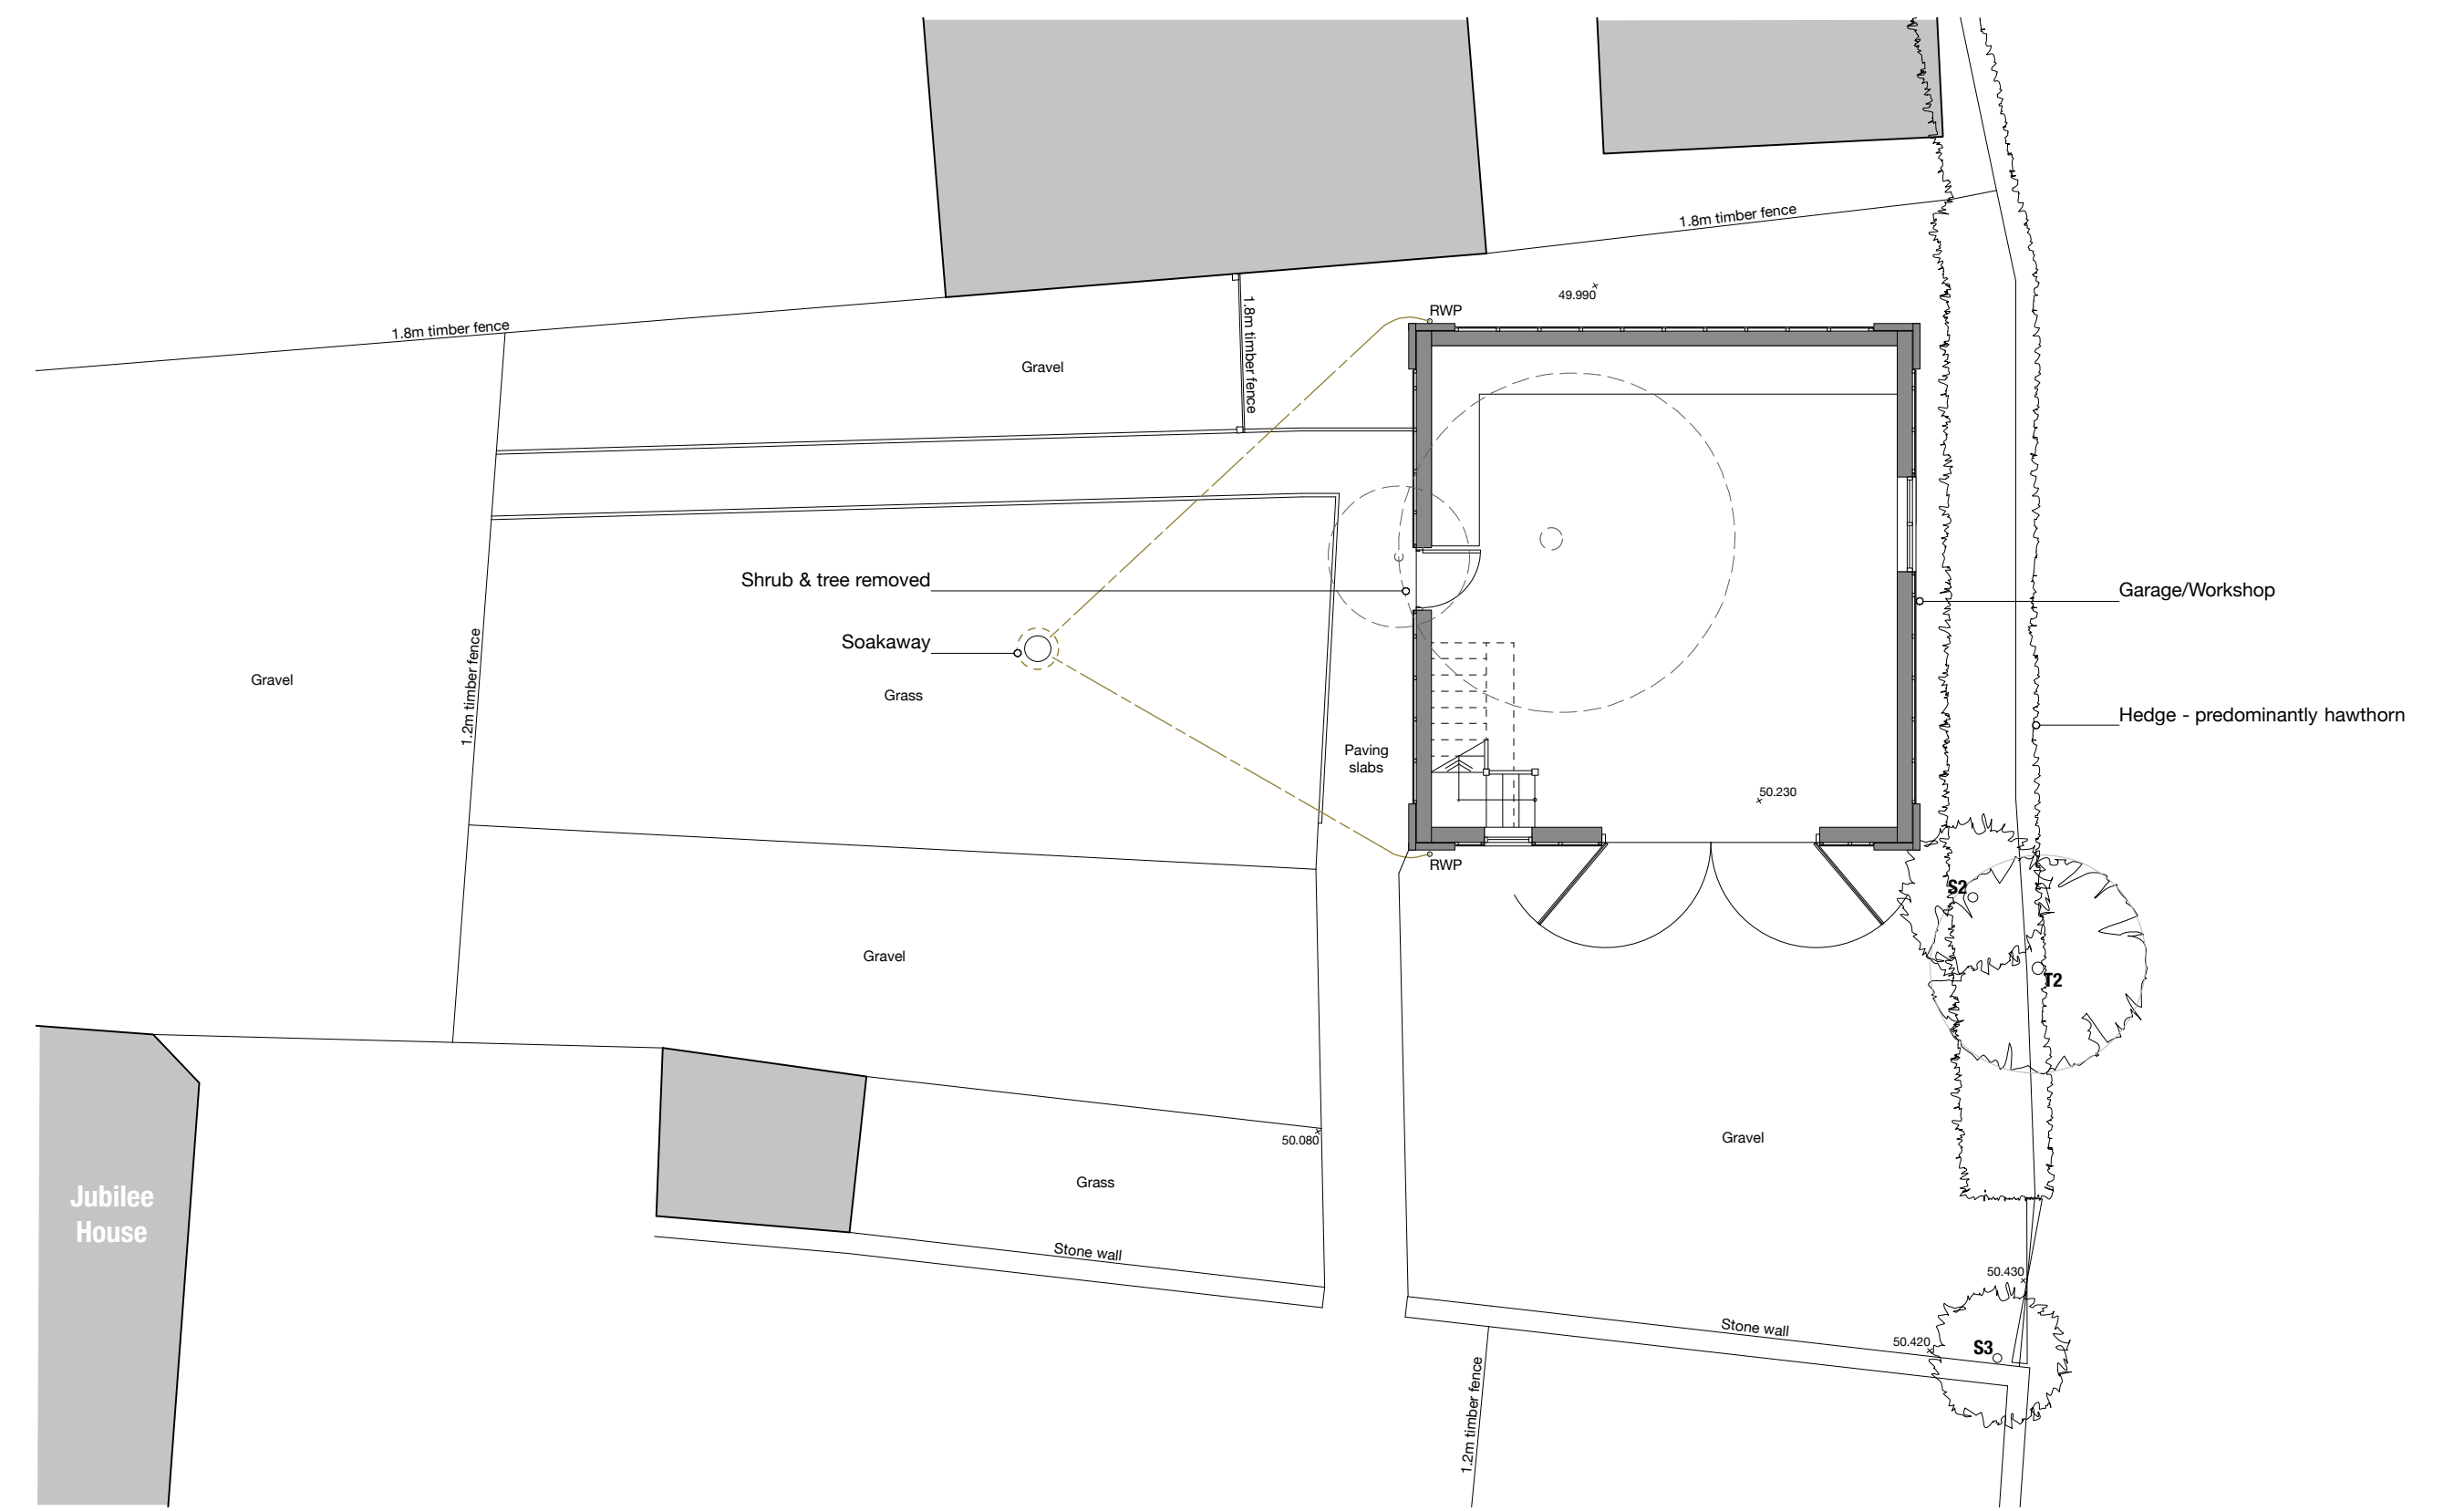 1.8m timber fence
49.990
RWP
1.8m timber fence
1.8m timber fence
Gravel
Shrub & tree removed
Garage/Workshop
Soakaway
Gravel
1.2m timber fence
Grass
Hedge - predominantly hawthorn
Paving
slabs
50.230
RWP
S2
Gravel
T2
50.080
Gravel
Grass
Jubilee
House
Stone wall
50.430
Stone wall
50.420
S3
1.2m timber fence